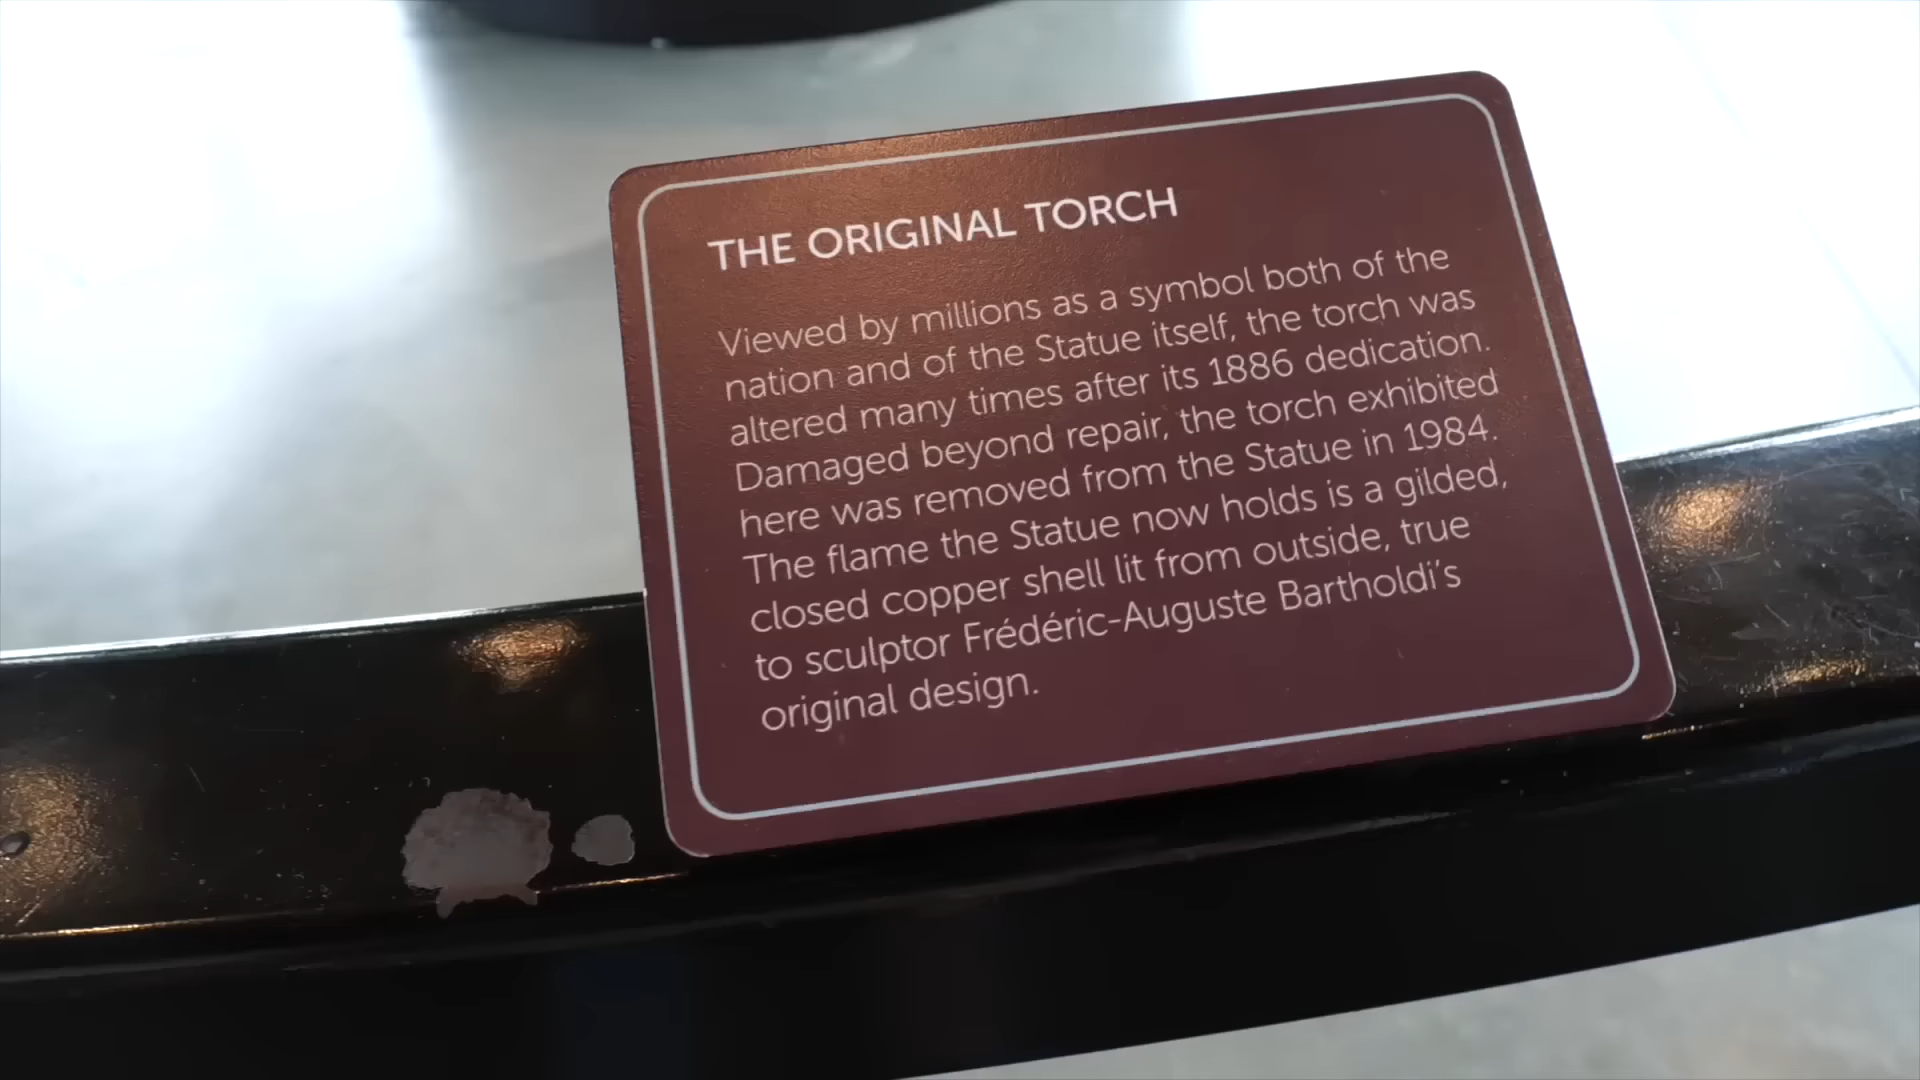 THE ORIGINAL TORCH
Viewed by millions as a symbol both of the
nation and of the Statue itself, the torch was
altered many times after its 1886 dedication.
Damaged beyond repair, the torch exhibited
here was removed from the Statue in 1984.
The flame the Statue now holds is a gilded,
closed copper shell lit from outside, true
to sculptor Frédéric-Auguste Bartholdi's
original design.